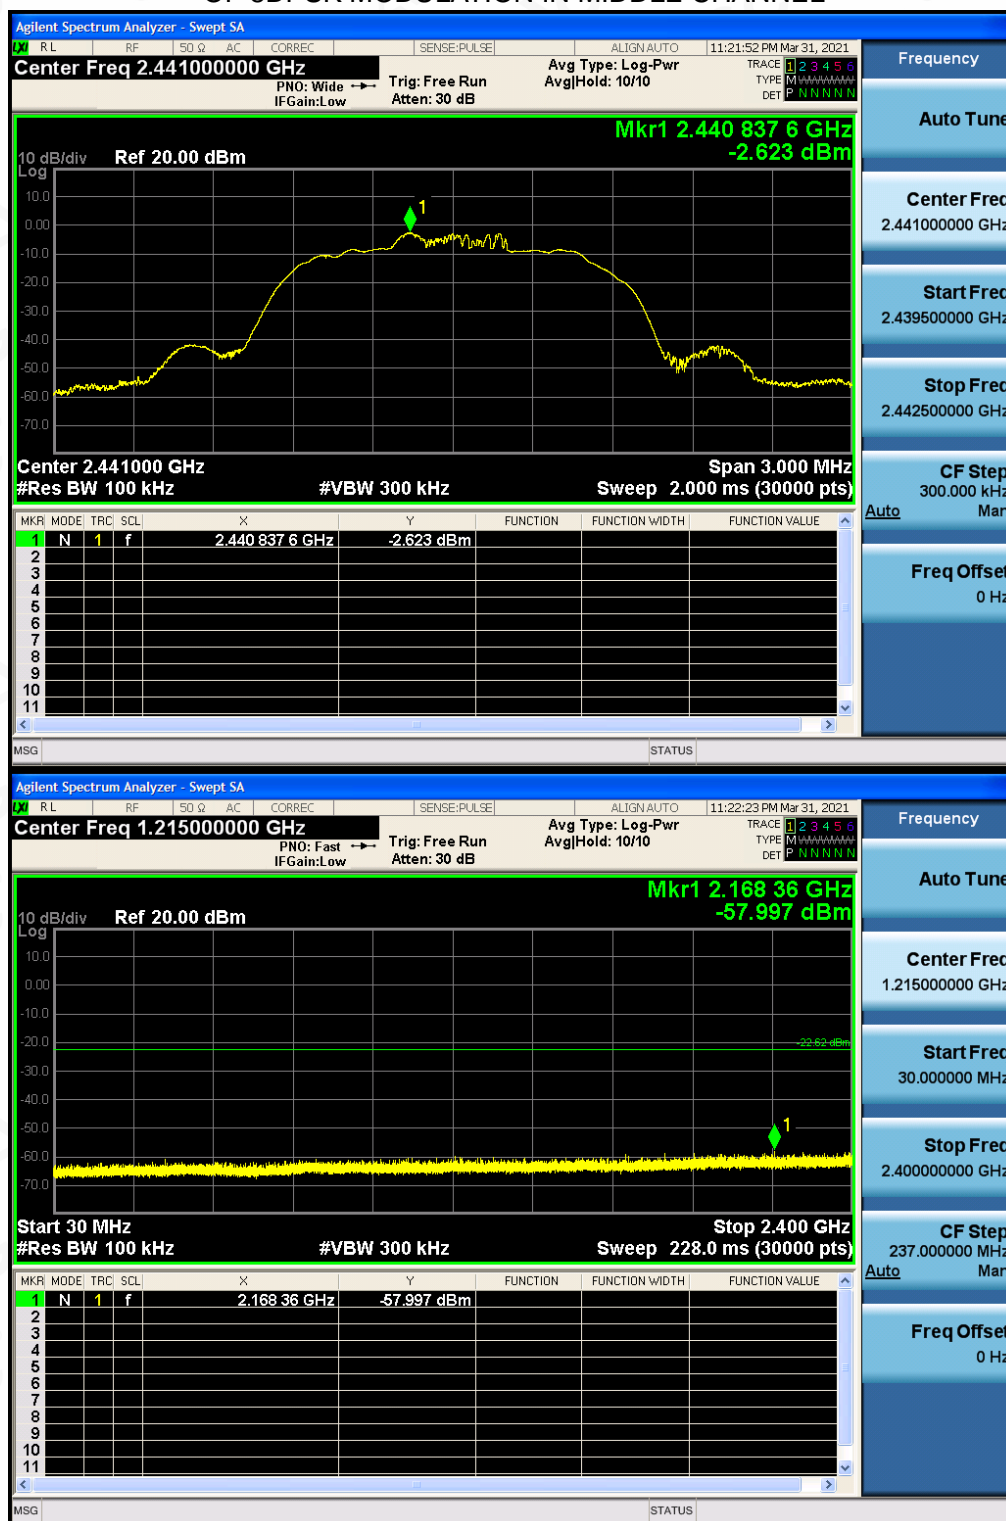 OF 8DPSK MODULATION IN MIDDLE CHANNEL
Agilent Spectrum Analyzer - Swept SA
LXI RL RF 50 Ω AC CORREC SENSE:PULSE ALIGN AUTO 11:21:52 PM Mar 31, 2021
Center Freq 2.441000000 GHz
PNO: Wide
IFGain:Low
Trig: Free Run
Atten: 30 dB
Avg Type: Log-Pwr
Avg|Hold: 10/10
TRACE 1 2 3 4 5 6
TYPE M
DET P N N N N N
Mkr1 2.440 837 6 GHz
-2.623 dBm
10 dB/div Ref 20.00 dBm
Log
10.0
0.00
-10.0
-20.0
-30.0
-40.0
-50.0
-60.0
-70.0
1
Center 2.441000 GHz Span 3.000 MHz
#Res BW 100 kHz #VBW 300 kHz Sweep 2.000 ms (30000 pts)
MKR MODE TRC SCL X Y FUNCTION FUNCTION WIDTH FUNCTION VALUE
1 N 1 f 2.440 837 6 GHz -2.623 dBm
2
3
4
5
6
7
8
9
10
11
MSG STATUS
Frequency
Auto Tune
Center Freq
2.441000000 GHz
Start Freq
2.439500000 GHz
Stop Freq
2.442500000 GHz
CF Step
300.000 kHz
Auto Man
Freq Offset
0 Hz
Agilent Spectrum Analyzer - Swept SA
LXI RL RF 50 Ω AC CORREC SENSE:PULSE ALIGN AUTO 11:22:23 PM Mar 31, 2021
Center Freq 1.215000000 GHz
PNO: Fast
IFGain:Low
Trig: Free Run
Atten: 30 dB
Avg Type: Log-Pwr
Avg|Hold: 10/10
TRACE 1 2 3 4 5 6
TYPE M
DET P N N N N N
Mkr1 2.168 36 GHz
-57.997 dBm
10 dB/div Ref 20.00 dBm
Log
10.0
0.00
-10.0
-20.0
-30.0
-40.0
-50.0
-60.0
-70.0
-22.62 dBm
1
Start 30 MHz Stop 2.400 GHz
#Res BW 100 kHz #VBW 300 kHz Sweep 228.0 ms (30000 pts)
MKR MODE TRC SCL X Y FUNCTION FUNCTION WIDTH FUNCTION VALUE
1 N 1 f 2.168 36 GHz -57.997 dBm
2
3
4
5
6
7
8
9
10
11
MSG STATUS
Frequency
Auto Tune
Center Freq
1.215000000 GHz
Start Freq
30.000000 MHz
Stop Freq
2.400000000 GHz
CF Step
237.000000 MHz
Auto Man
Freq Offset
0 Hz